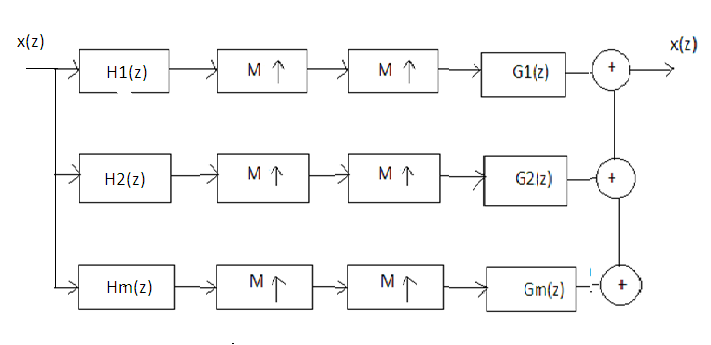 x(z)
x(z)
H1(z) M ↑ M ↑ G1(z) +
H2(z) M ↑ M ↑ G2(z) +
Hm(z) M ↑ M ↑ Gm(z) +